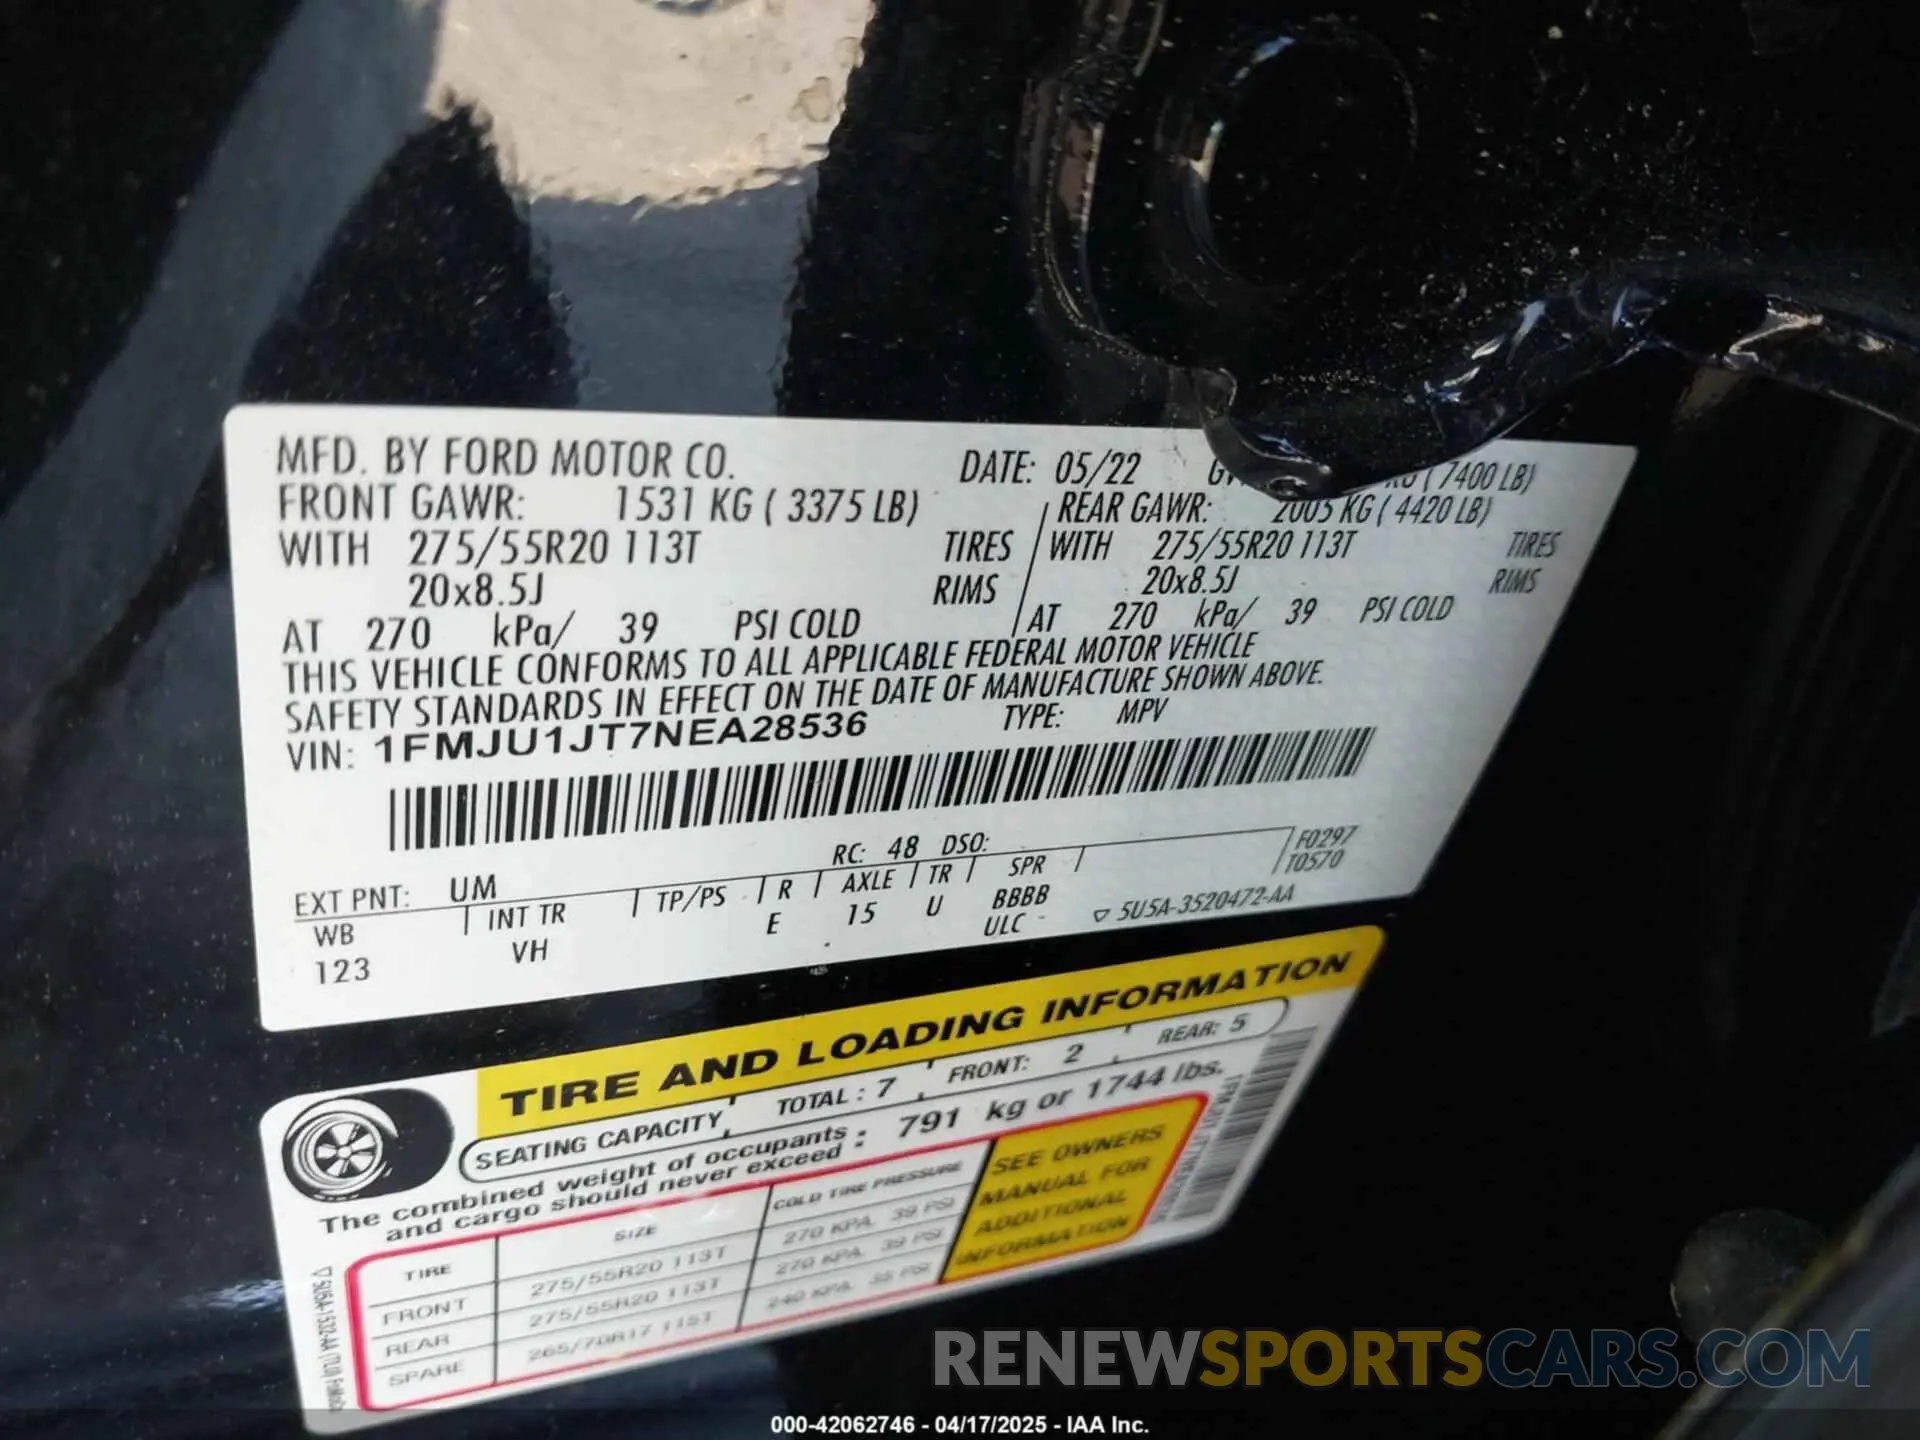 MFD. BY FORD MOTOR CO. DATE: 05/22 7400 LB)
FRONT GAWR: 1531 KG ( 3375 LB) REAR GAWR: 2005 KG ( 4420 LB)
WITH 275/55R20 113T TIRES WITH 275/55R20 113T TIRES
20x8.5J RIMS 20x8.5J RIMS
AT 270 kPa/ 39 PSI COLD AT 270 kPa/ 39 PSI COLD
THIS VEHICLE CONFORMS TO ALL APPLICABLE FEDERAL MOTOR VEHICLE
SAFETY STANDARDS IN EFFECT ON THE DATE OF MANUFACTURE SHOWN ABOVE.
VIN: 1FMJU1JT7NEA28536 TYPE: MPV
F0297
RC: 48 DSO: T0570
EXT PNT: UM
WB INT TR TP/PS R AXLE TR SPR
123 VH E 15 U BBBB
ULC ▽ 5U5A-3520472-AA
TIRE AND LOADING INFORMATION
SEATING CAPACITY TOTAL : 7 FRONT: 2 REAR: 5
The combined weight of occupants and cargo should never exceed : 791 kg or 1744 lbs.
TIRE SIZE COLD TIRE PRESSURE
FRONT 275/55R20 113T 270 KPA. 39 PSI
REAR 275/55R20 113T 270 KPA. 39 PSI
SPARE 265/70R17 115T 240 KPA. 35 PSI
SEE OWNERS
MANUAL FOR
ADDITIONAL
INFORMATION
RENEWSPORTSCARS.COM
000-42062746 - 04/17/2025 - IAA Inc.